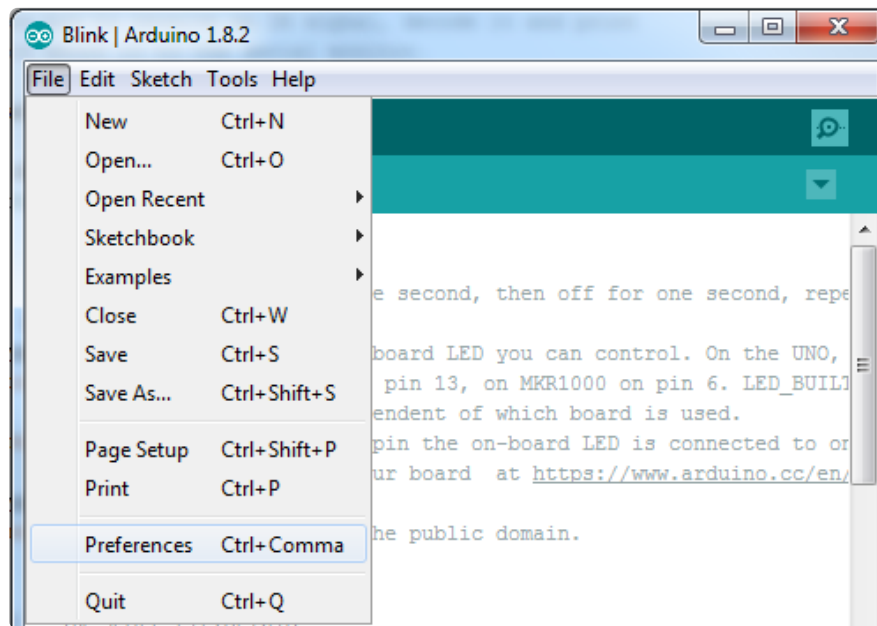 Blink | Arduino 1.8.2
File Edit Sketch Tools Help
New Ctrl+N
Open... Ctrl+O
Open Recent
Sketchbook
Examples
Close Ctrl+W
Save Ctrl+S
Save As... Ctrl+Shift+S
Page Setup Ctrl+Shift+P
Print Ctrl+P
Preferences Ctrl+Comma
Quit Ctrl+Q
e second, then off for one second, repe
board LED you can control. On the UNO,
pin 13, on MKR1000 on pin 6. LED_BUILT
endent of which board is used.
pin the on-board LED is connected to on
ur board at https://www.arduino.cc/en/
he public domain.